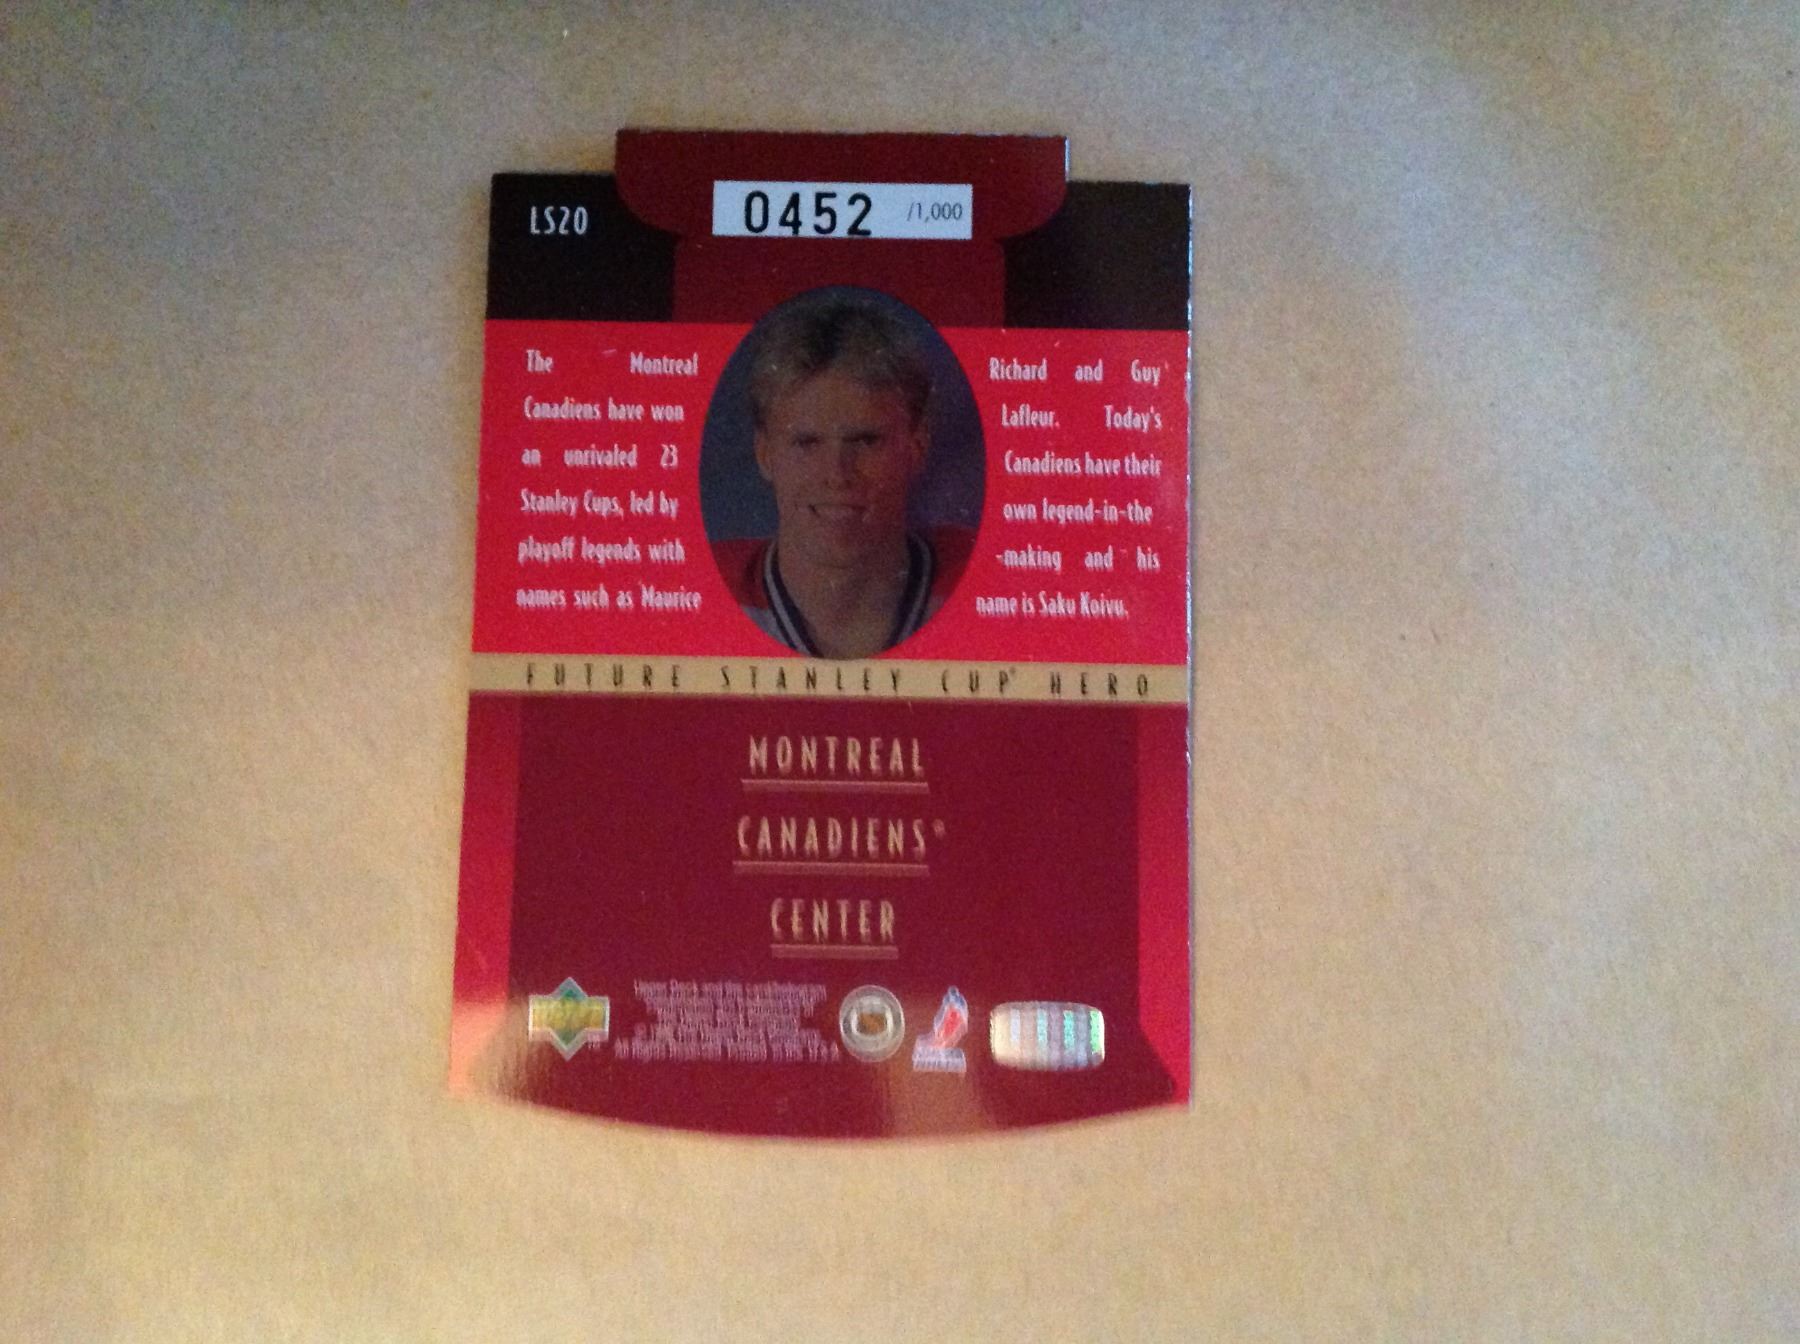 LS20
0452 /1,000
The Montreal
Canadiens have won
an unrivaled 23
Stanley Cups, led by
playoff legends with
names such as Maurice
Richard and Guy
Lafleur. Today's
Canadiens have their
own legend-in-the
-making and his
name is Saku Koivu.
FUTURE STANLEY CUP® HERO
MONTREAL
CANADIENS®
CENTER